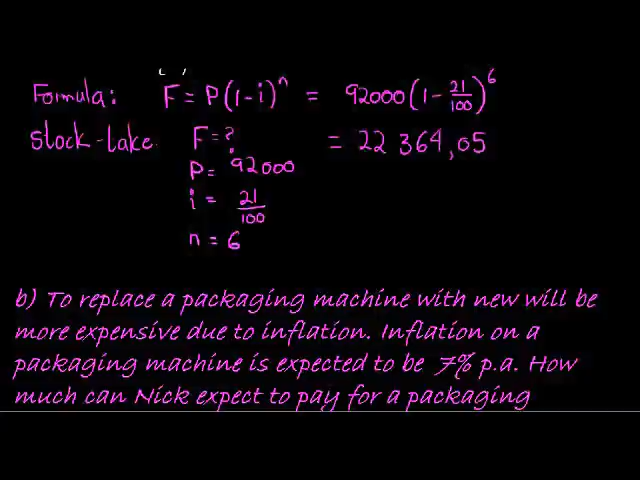 Formula: F = P(1-i)^n = 92000(1 - 21/100)^6
Stock-take. F = ? = 22 364,05
P = 92000
i = 21/100
n = 6
b) To replace a packaging machine with new will be
more expensive due to inflation. Inflation on a
packaging machine is expected to be 7% p.a. How
much can Nick expect to pay for a packaging